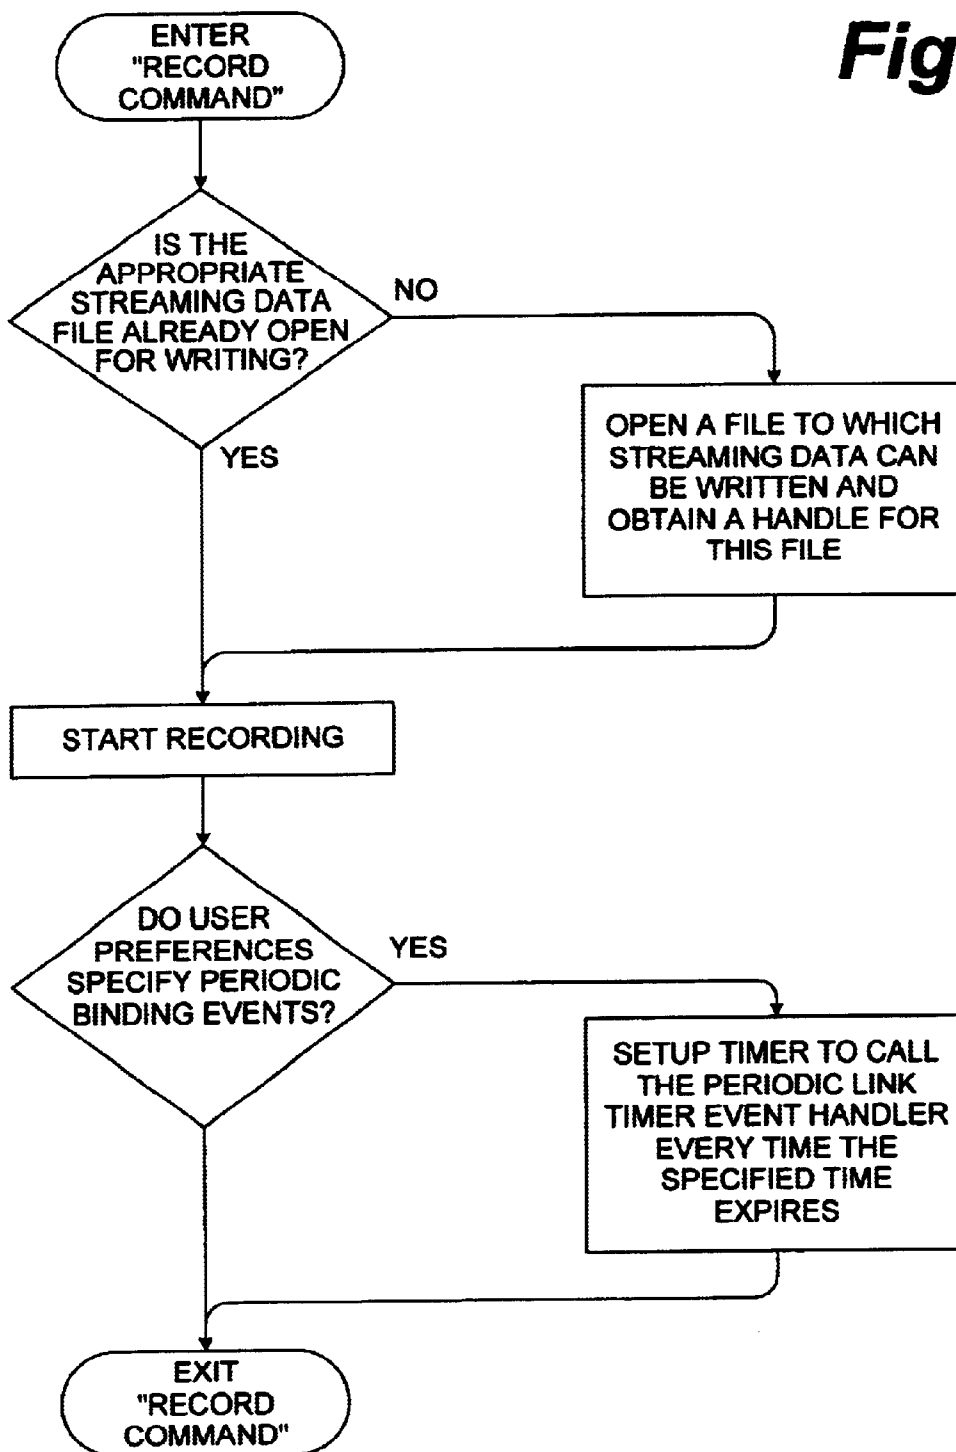 ENTER
"RECORD
COMMAND"
Fig
IS THE
APPROPRIATE
STREAMING DATA
FILE ALREADY OPEN
FOR WRITING?
NO
YES
OPEN A FILE TO WHICH
STREAMING DATA CAN
BE WRITTEN AND
OBTAIN A HANDLE FOR
THIS FILE
START RECORDING
DO USER
PREFERENCES
SPECIFY PERIODIC
BINDING EVENTS?
YES
SETUP TIMER TO CALL
THE PERIODIC LINK
TIMER EVENT HANDLER
EVERY TIME THE
SPECIFIED TIME
EXPIRES
EXIT
"RECORD
COMMAND"